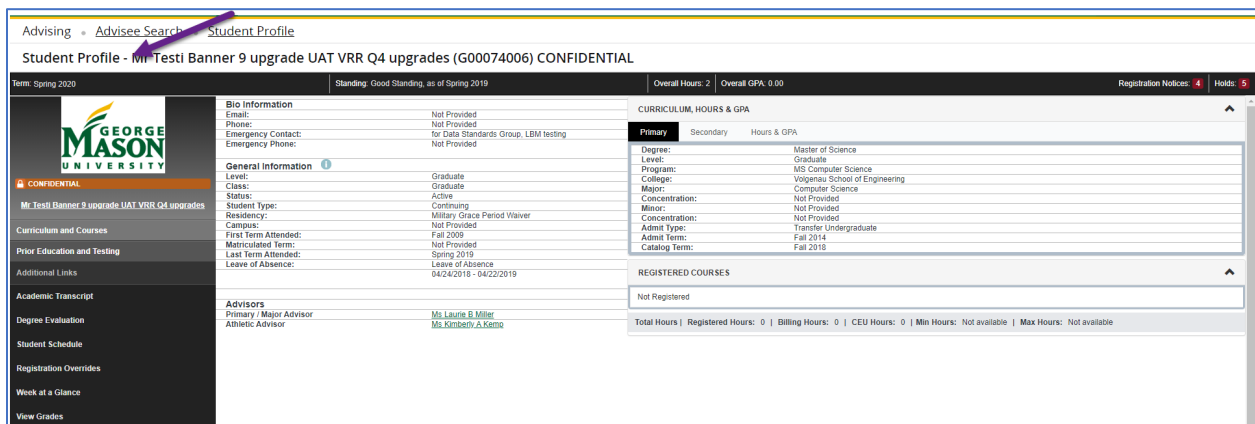 Advising • Advisee Search • Student Profile
Student Profile - Mr Testi Banner 9 upgrade UAT VRR Q4 upgrades (G00074006) CONFIDENTIAL
Term: Spring 2020 Standing: Good Standing, as of Spring 2019 Overall Hours: 2 Overall GPA: 0.00 Registration Notices: 4 Holds: 5
GEORGE
MASON
UNIVERSITY
CONFIDENTIAL
Mr Testi Banner 9 upgrade UAT VRR Q4 upgrades
Curriculum and Courses
Prior Education and Testing
Additional Links
Academic Transcript
Degree Evaluation
Student Schedule
Registration Overrides
Week at a Glance
View Grades
Bio Information
Email: Not Provided
Phone: Not Provided
Emergency Contact: for Data Standards Group, LBM testing
Emergency Phone: Not Provided
General Information
Level: Graduate
Class: Graduate
Status: Active
Student Type: Continuing
Residency: Military Grace Period Waiver
Campus: Not Provided
First Term Attended: Fall 2009
Matriculated Term: Not Provided
Last Term Attended: Spring 2019
Leave of Absence: Leave of Absence
04/24/2018 - 04/22/2019
Advisors
Primary / Major Advisor Ms Laurie B Miller
Athletic Advisor Ms Kimberly A Kemp
CURRICULUM, HOURS & GPA
Primary Secondary Hours & GPA
Degree: Master of Science
Level: Graduate
Program: MS Computer Science
College: Volgenau School of Engineering
Major: Computer Science
Concentration: Not Provided
Minor: Not Provided
Concentration: Not Provided
Admit Type: Transfer Undergraduate
Admit Term: Fall 2014
Catalog Term: Fall 2018
REGISTERED COURSES
Not Registered
Total Hours | Registered Hours: 0 | Billing Hours: 0 | CEU Hours: 0 | Min Hours: Not available | Max Hours: Not available